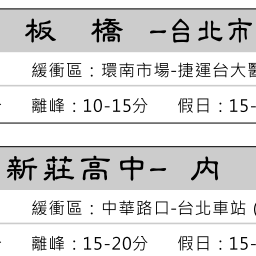 板 橋 –台北市
緩衝區：環南市場-捷運台大醫
離峰：10-15分 假日：15-
新莊高中– 內
緩衝區：中華路口-台北車站 (
離峰：15-20分 假日：15-